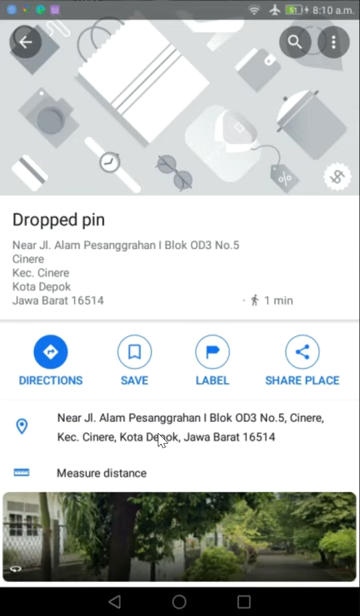 8:10 a.m.
Dropped pin
Near Jl. Alam Pesanggrahan I Blok OD3 No.5
Cinere
Kec. Cinere
Kota Depok
Jawa Barat 16514
· 1 min
DIRECTIONS
SAVE
LABEL
SHARE PLACE
Near Jl. Alam Pesanggrahan I Blok OD3 No.5, Cinere,
Kec. Cinere, Kota Depok, Jawa Barat 16514
Measure distance